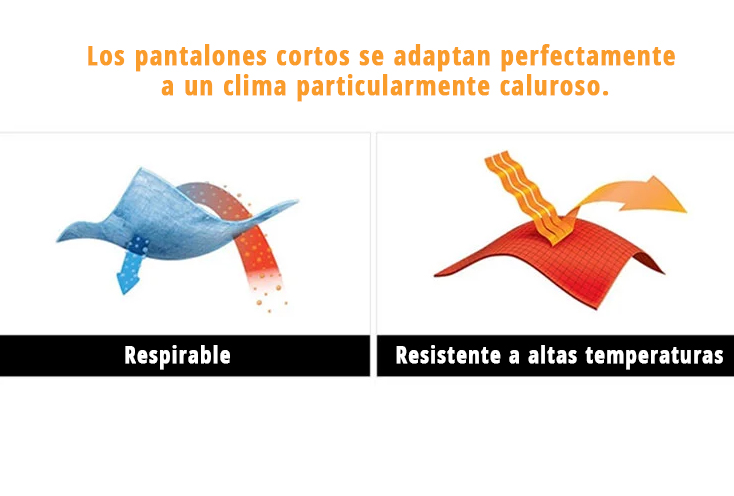 Los pantalones cortos se adaptan perfectamente
a un clima particularmente caluroso.
Respirable
Resistente a altas temperaturas